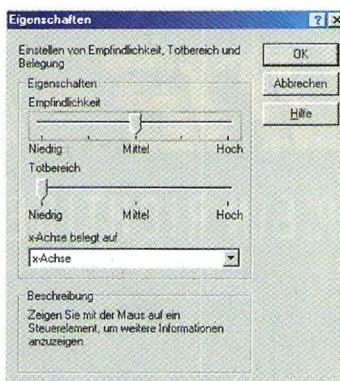 Eigenschaften
Einstellen von Empfindlichkeit, Totbereich und
Belegung
OK
Abbrechen
Hilfe
Eigenschaften
Empfindlichkeit
Niedrig Mittel Hoch
Totbereich
Niedrig Mittel Hoch
x-Achse belegt auf
x-Achse
Beschreibung
Zeigen Sie mit der Maus auf ein
Steuerelement, um weitere Informationen
anzuzeigen